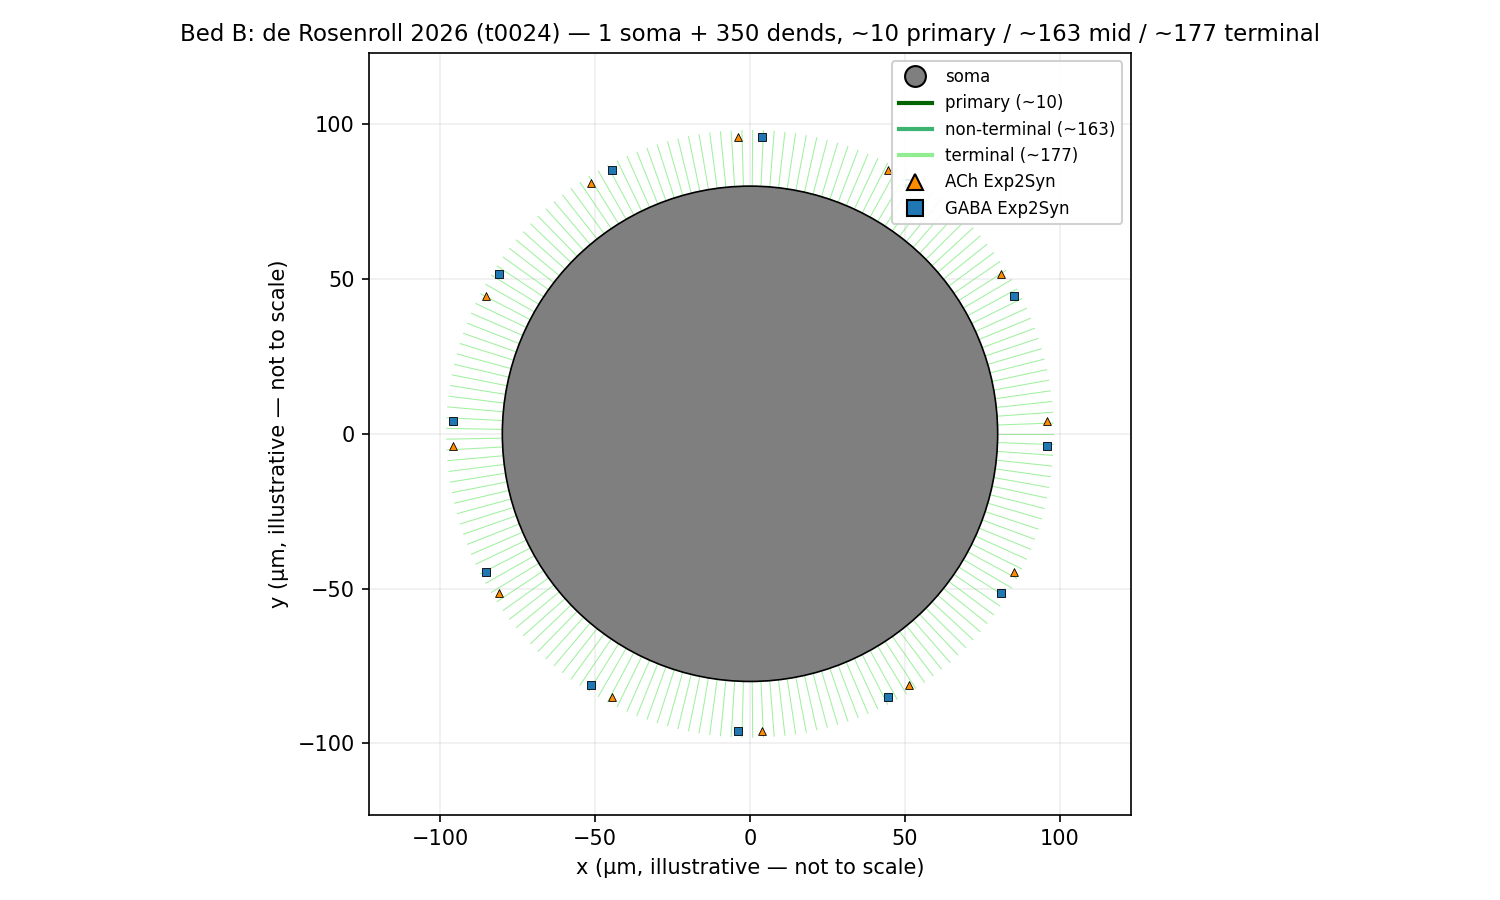 Bed B: de Rosenroll 2026 (t0024) — 1 soma + 350 dends, ~10 primary / ~163 mid / ~177 terminal
soma
primary (~10)
non-terminal (~163)
terminal (~177)
ACh Exp2Syn
GABA Exp2Syn
100
50
0
−50
−100
y (µm, illustrative — not to scale)
−100
−50
0
50
100
x (µm, illustrative — not to scale)